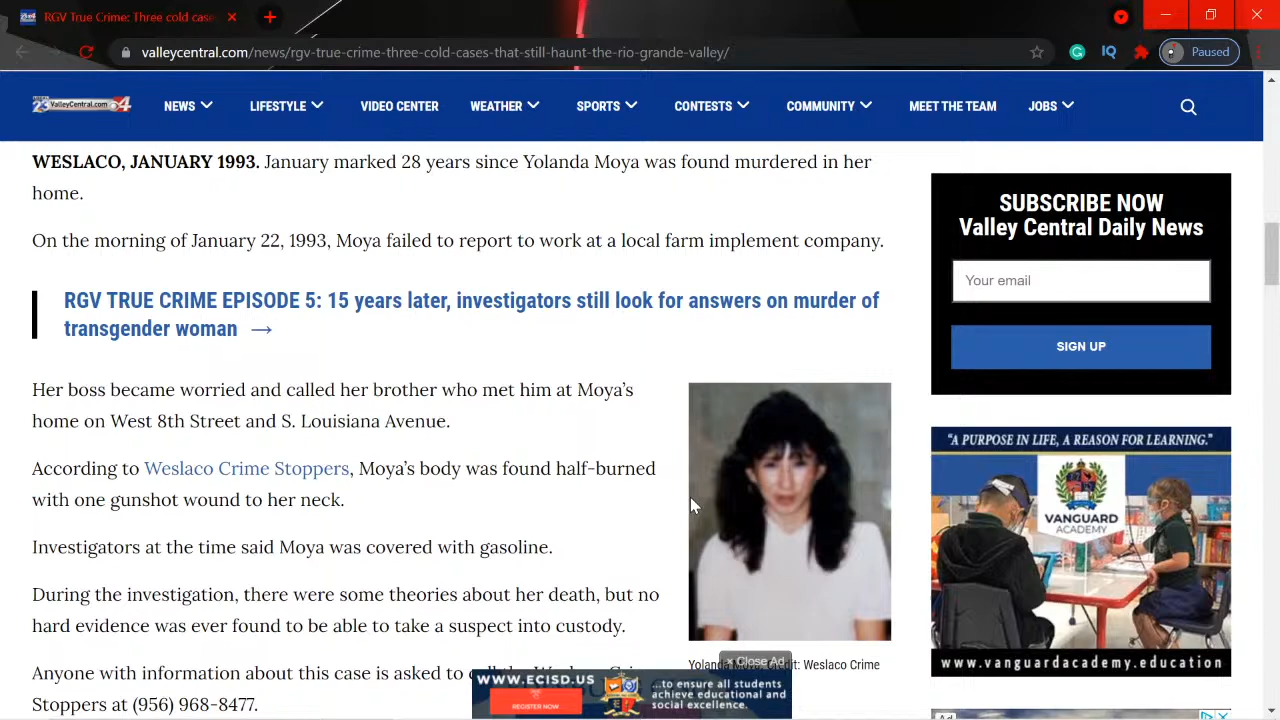 RGV True Crime: Three cold case
valleycentral.com/news/rgv-true-crime-three-cold-cases-that-still-haunt-the-rio-grande-valley/
Paused
23 ValleyCentral.com 4
NEWS LIFESTYLE VIDEO CENTER WEATHER SPORTS CONTESTS COMMUNITY MEET THE TEAM JOBS
WESLACO, JANUARY 1993. January marked 28 years since Yolanda Moya was found murdered in her
home.
On the morning of January 22, 1993, Moya failed to report to work at a local farm implement company.
RGV TRUE CRIME EPISODE 5: 15 years later, investigators still look for answers on murder of
transgender woman →
Her boss became worried and called her brother who met him at Moya's
home on West 8th Street and S. Louisiana Avenue.
According to Weslaco Crime Stoppers, Moya's body was found half-burned
with one gunshot wound to her neck.
Investigators at the time said Moya was covered with gasoline.
During the investigation, there were some theories about her death, but no
hard evidence was ever found to be able to take a suspect into custody.
Anyone with information about this case is asked to
Stoppers at (956) 968-8477.
Weslaco Crime
× Close Ad
WWW.ECISD.US
REGISTER NOW
...to ensure all students
achieve educational and
social excellence.
SUBSCRIBE NOW
Valley Central Daily News
Your email
SIGN UP
"A PURPOSE IN LIFE, A REASON FOR LEARNING."
VANGUARD
ACADEMY
www.vanguardacademy.education
Ad